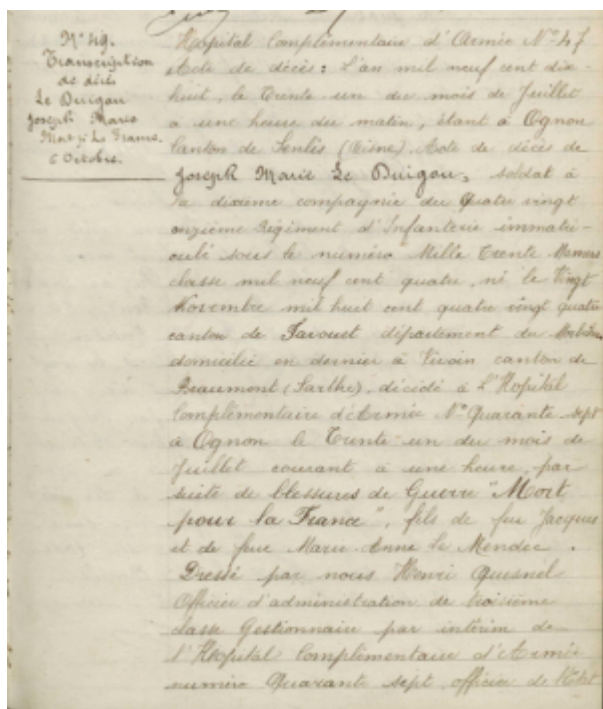 N° 49.
Transcription
de décès
Le Duigou
Joseph Marie
Mort p. La France.
6 Octobre.
Hôpital Complémentaire d'Armée N° 47
Acte de décès : L'an mil neuf cent dix-
huit, le Trente un du mois de Juillet
à une heure du matin, étant à Ognon
Canton de Senlis (Oisne). Acte de décès de
Joseph Marie Le Duigou, soldat à
la dixième compagnie du Quatre vingt
onzième Régiment d'Infanterie immatri-
culé sous le numéro Mille Trente Mamers
classe mil neuf cent quatre, né le Vingt
Novembre mil huit cent quatre vingt quatre
canton de Faroust département du Morbihan
domicilié en dernier à Vivoin canton de
Beaumont (Sarthe), décédé à L'Hôpital
Complémentaire d'Armée N° Quarante sept
à Ognon le Trente-un du mois de
Juillet courant à une heure, par
suite de blessures de Guerre "Mort
pour la France", fils de feu Jacques
et de feue Marie Anne le Mendec.
Dressé par nous Henri Quesnel
Officier d'administration de troisième
classe Gestionnaire par intérim de
l'Hôpital Complémentaire d'Armée
numéro Quarante sept, officier de l'Etat